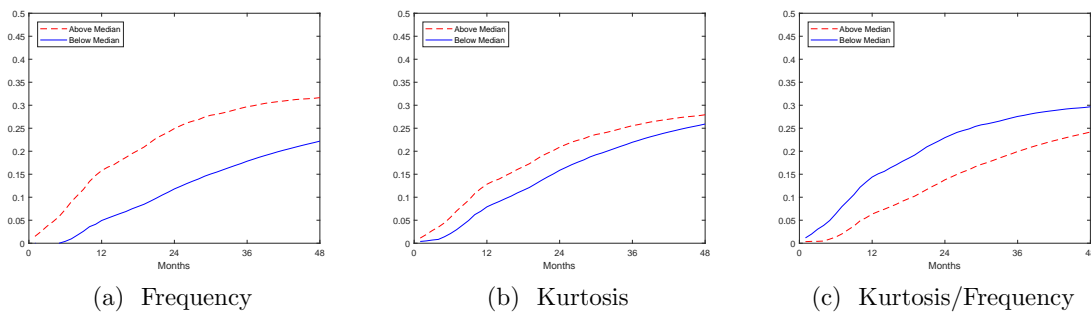 0.5
0.45
0.4
0.35
0.3
0.25
0.2
0.15
0.1
0.05
0
0 12 24 36 48
Months
Above Median
Below Median
(a) Frequency
0.5
0.45
0.4
0.35
0.3
0.25
0.2
0.15
0.1
0.05
0
0 12 24 36 48
Months
Above Median
Below Median
(b) Kurtosis
0.5
0.45
0.4
0.35
0.3
0.25
0.2
0.15
0.1
0.05
0
0 12 24 36 48
Months
Above Median
Below Median
(c) Kurtosis/Frequency